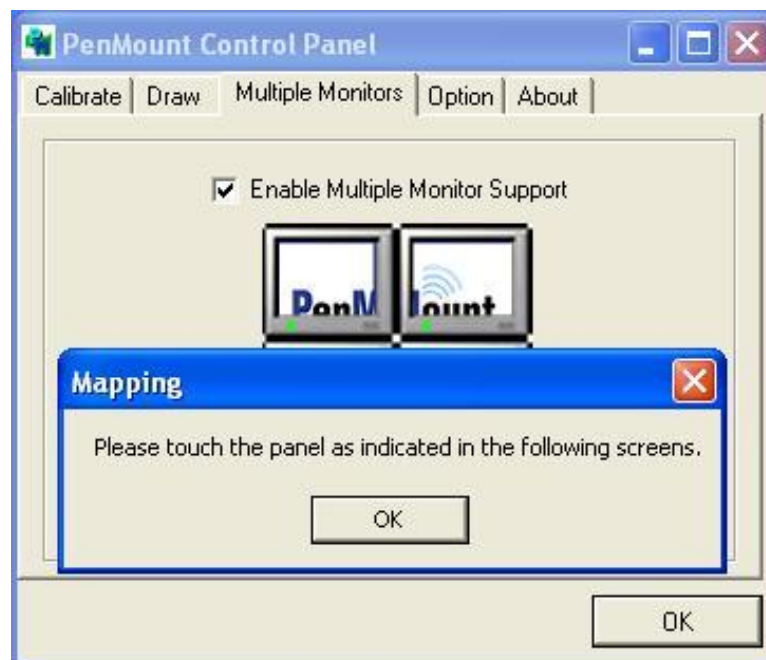 PenMount Control Panel
Calibrate Draw Multiple Monitors Option About
Enable Multiple Monitor Support
PenMount
Mapping
Please touch the panel as indicated in the following screens.
OK
OK